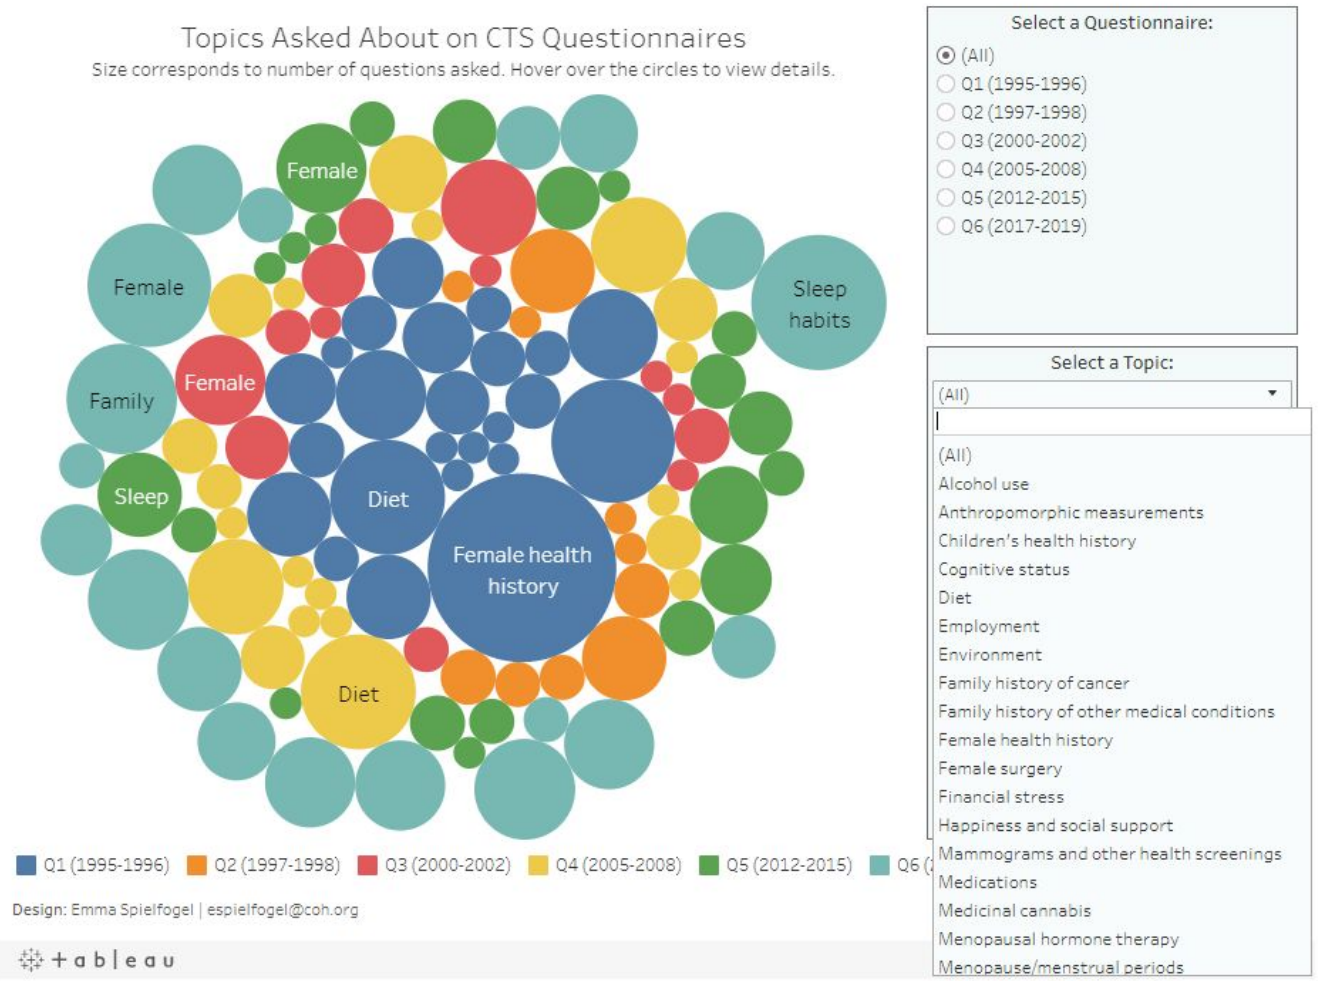 Topics Asked About on CTS Questionnaires
Size corresponds to number of questions asked. Hover over the circles to view details.
Female
Female
Sleep
habits
Female
Family
Sleep
Diet
Female health
history
Diet
Q1 (1995-1996)
Q2 (1997-1998)
Q3 (2000-2002)
Q4 (2005-2008)
Q5 (2012-2015)
Q6 (
Design: Emma Spielfogel | espielfogel@coh.org
+ a b | e a u
Select a Questionnaire:
(All)
Q1 (1995-1996)
Q2 (1997-1998)
Q3 (2000-2002)
Q4 (2005-2008)
Q5 (2012-2015)
Q6 (2017-2019)
Select a Topic:
(All)
(All)
Alcohol use
Anthropomorphic measurements
Children's health history
Cognitive status
Diet
Employment
Environment
Family history of cancer
Family history of other medical conditions
Female health history
Female surgery
Financial stress
Happiness and social support
Mammograms and other health screenings
Medications
Medicinal cannabis
Menopausal hormone therapy
Menopause/menstrual periods